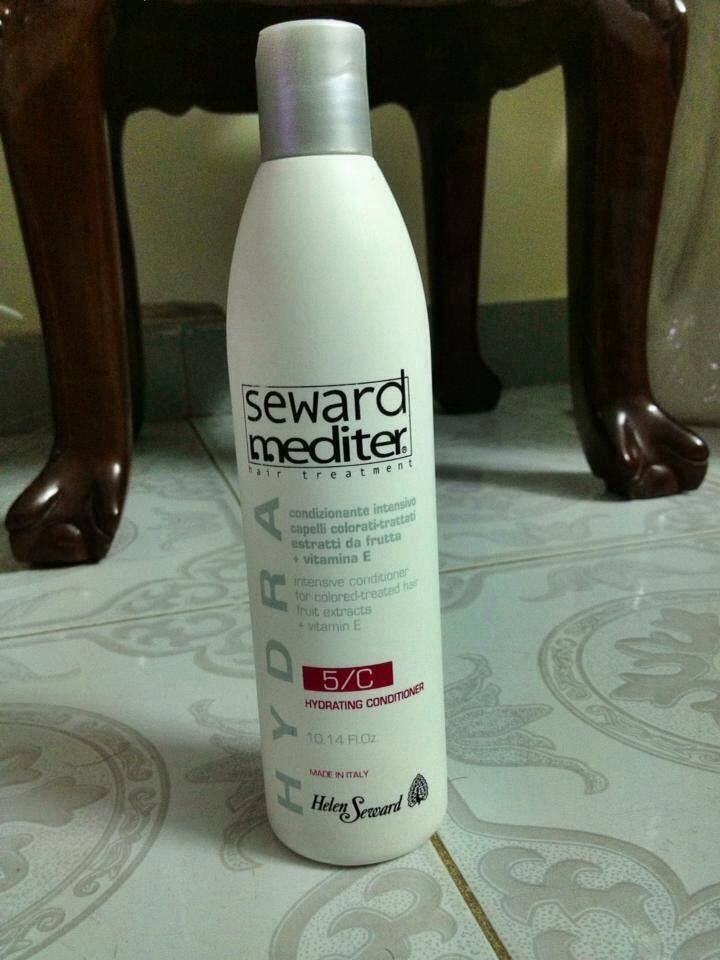 seward
mediter®
hair treatment
HYDRA
condizionante intensivo
capelli colorati-trattati
estratti da frutta
+ vitamina E
intensive conditioner
for colored-treated hair
fruit extracts
+ vitamin E
5/C
HYDRATING CONDITIONER
10.14 Fl.Oz
MADE IN ITALY
Helen Seward